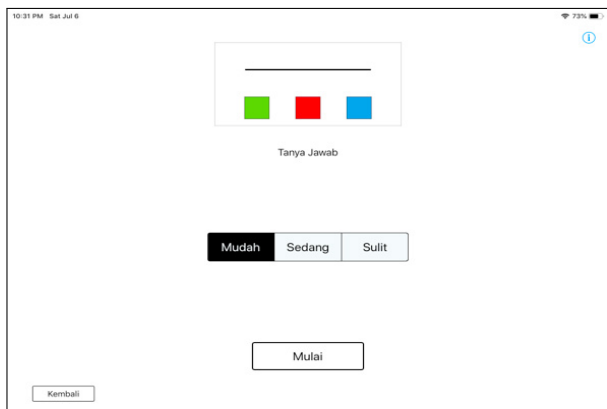 10:31 PM Sat Jul 6 73%
Tanya Jawab
Mudah Sedang Sulit
Mulai
Kembali